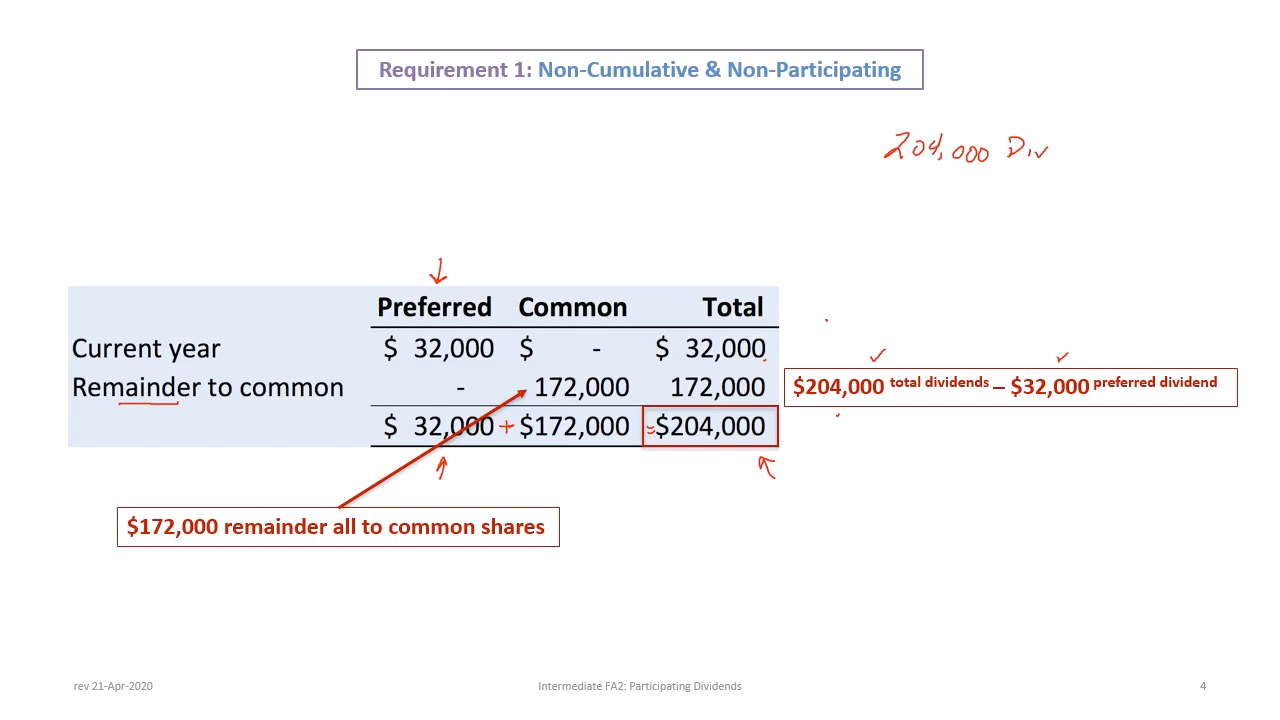 Requirement 1: Non-Cumulative & Non-Participating
204,000 Div
Preferred Common Total
Current year $ 32,000 $ - $ 32,000
Remainder to common - 172,000 172,000
$204,000 total dividends – $32,000 preferred dividend
$ 32,000 + $172,000 = $204,000
$172,000 remainder all to common shares
rev 21-Apr-2020 Intermediate FA2: Participating Dividends 4